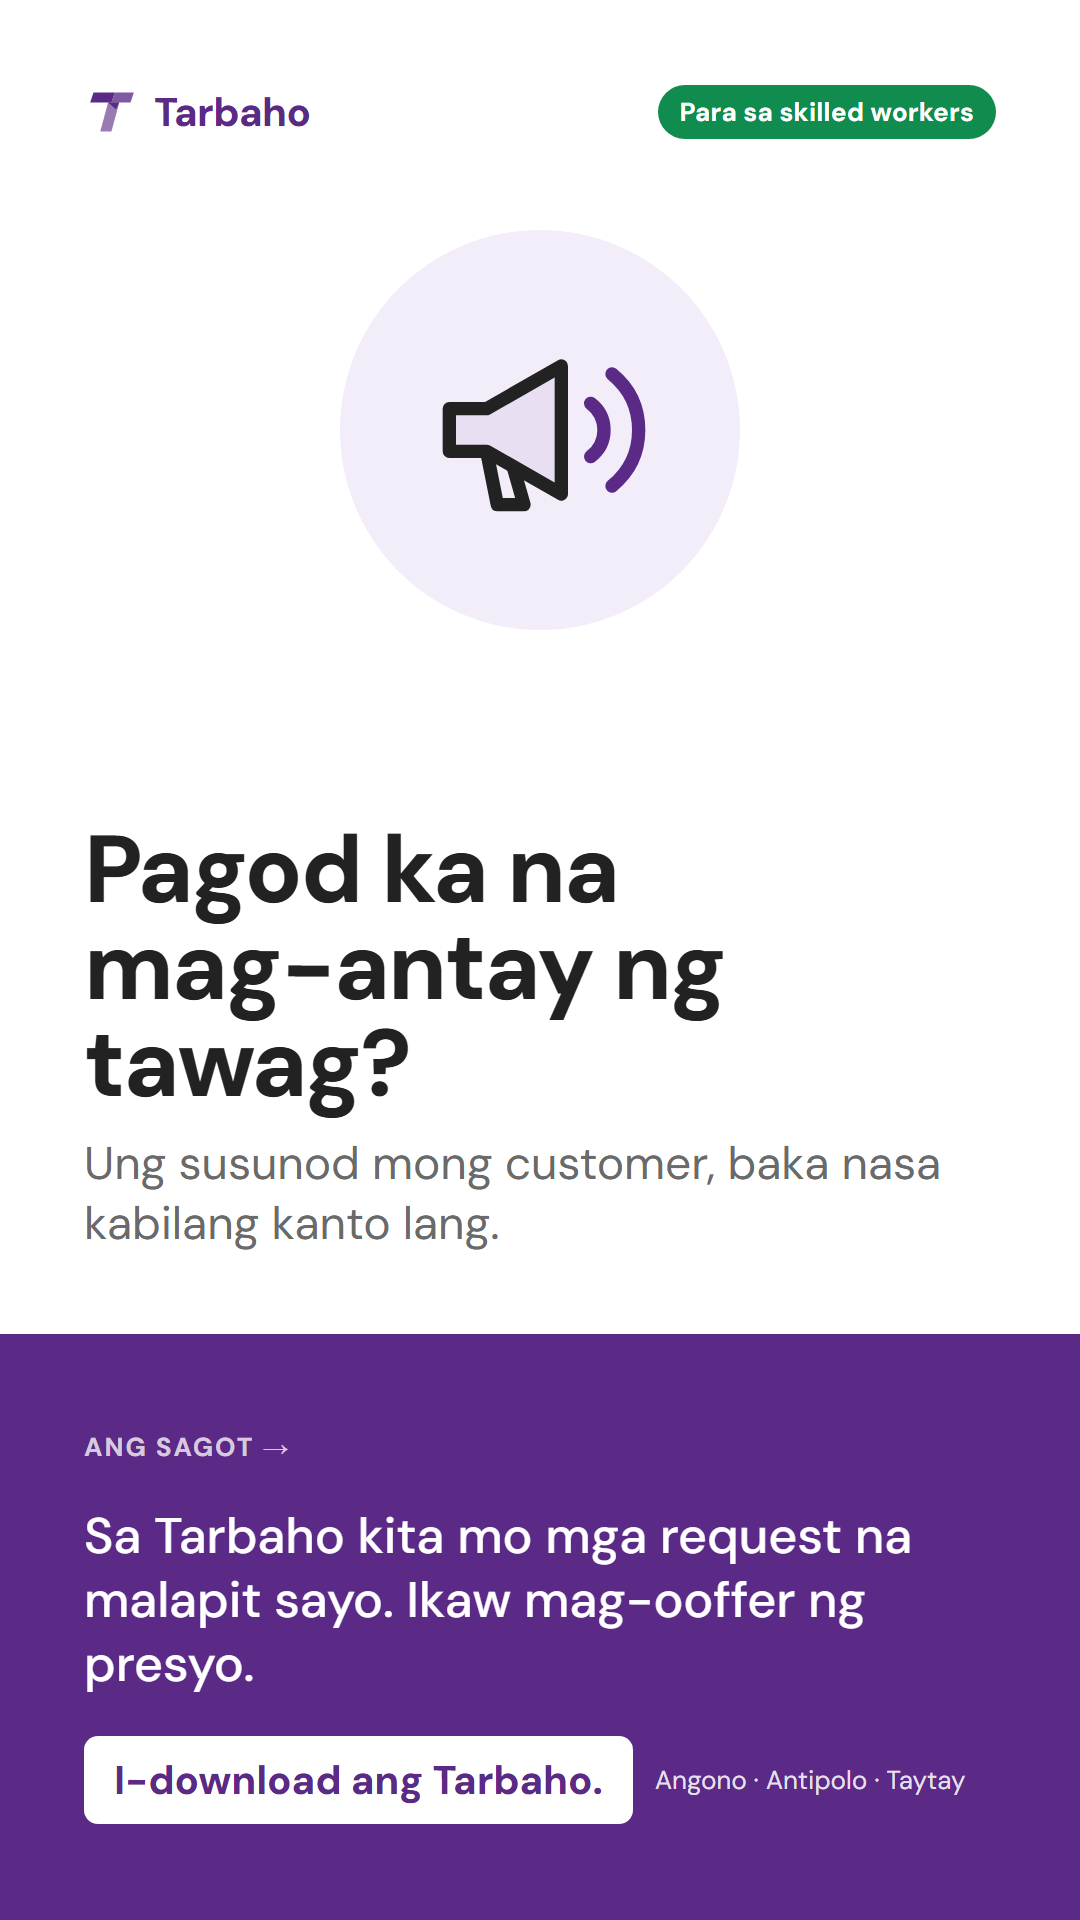 Tarbaho
Para sa skilled workers
Pagod ka na
mag-antay ng
tawag?
Ung susunod mong customer, baka nasa
kabilang kanto lang.
ANG SAGOT →
Sa Tarbaho kita mo mga request na
malapit sayo. Ikaw mag-ooffer ng
presyo.
I-download ang Tarbaho.
Angono · Antipolo · Taytay